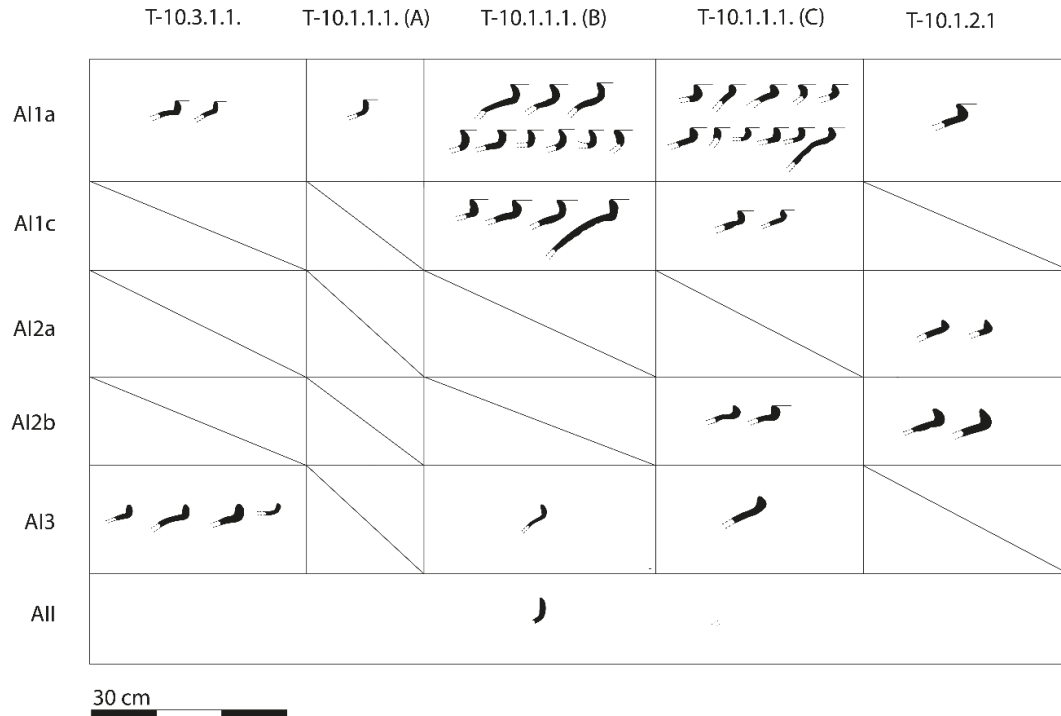 T-10.3.1.1. T-10.1.1.1. (A) T-10.1.1.1. (B) T-10.1.1.1. (C) T-10.1.2.1
AI1a
AI1c
AI2a
AI2b
AI3
AII
30 cm